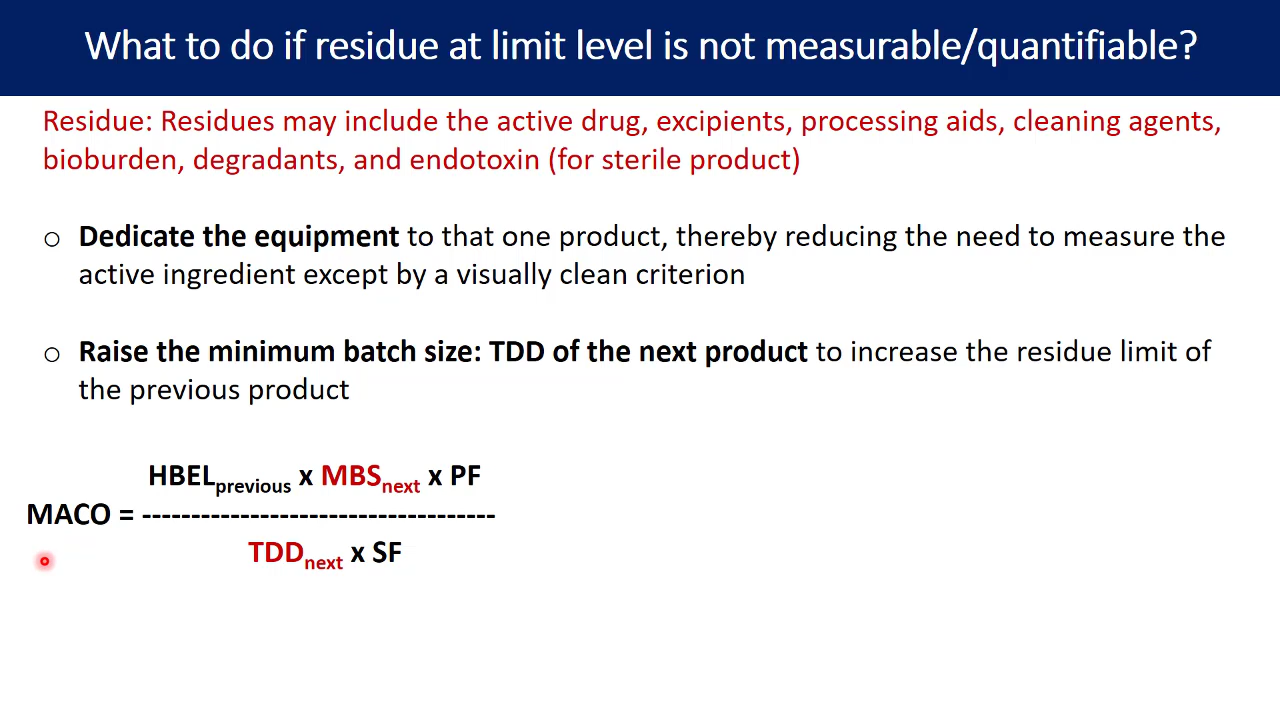 What to do if residue at limit level is not measurable/quantifiable?
Residue: Residues may include the active drug, excipients, processing aids, cleaning agents,
bioburden, degradants, and endotoxin (for sterile product)
o Dedicate the equipment to that one product, thereby reducing the need to measure the
active ingredient except by a visually clean criterion
o Raise the minimum batch size: TDD of the next product to increase the residue limit of
the previous product
HBELprevious x MBSnext x PF
MACO = -----------------------------------
TDDnext x SF